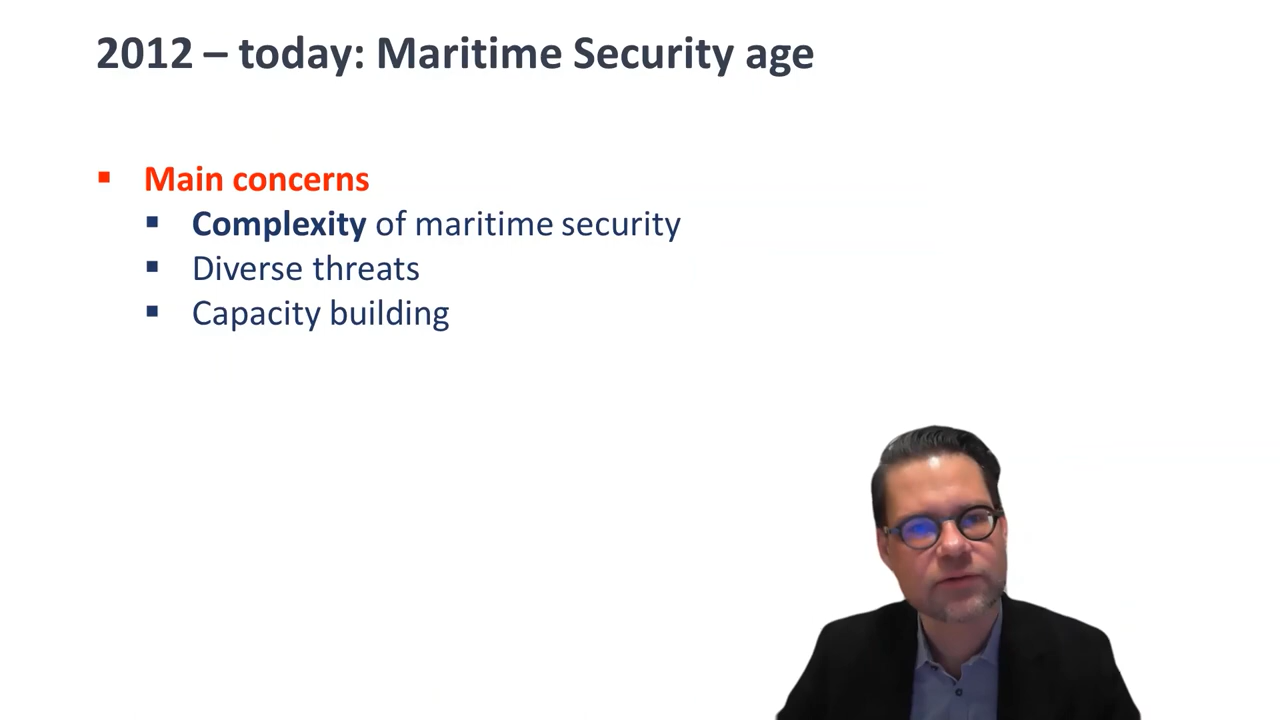 2012 – today: Maritime Security age
▪ Main concerns
▪ Complexity of maritime security
▪ Diverse threats
▪ Capacity building